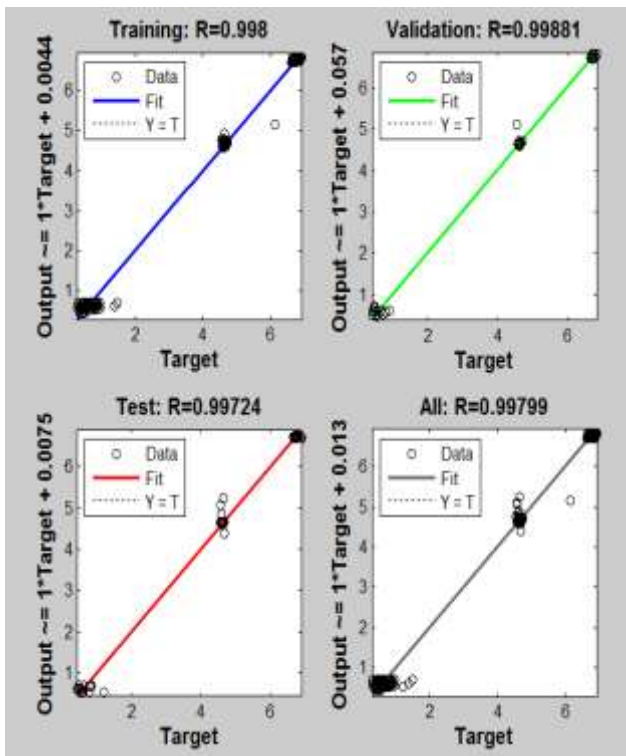 Training: R=0.998
Output ~= 1*Target + 0.0044
Data
Fit
Y = T
6
5
4
3
2
1
2
4
6
Target
Validation: R=0.99881
Output ~= 1*Target + 0.057
Data
Fit
Y = T
6
5
4
3
2
1
2
4
6
Target
Test: R=0.99724
Output ~= 1*Target + 0.0075
Data
Fit
Y = T
6
5
4
3
2
1
2
4
6
Target
All: R=0.99799
Output ~= 1*Target + 0.013
Data
Fit
Y = T
6
5
4
3
2
1
2
4
6
Target